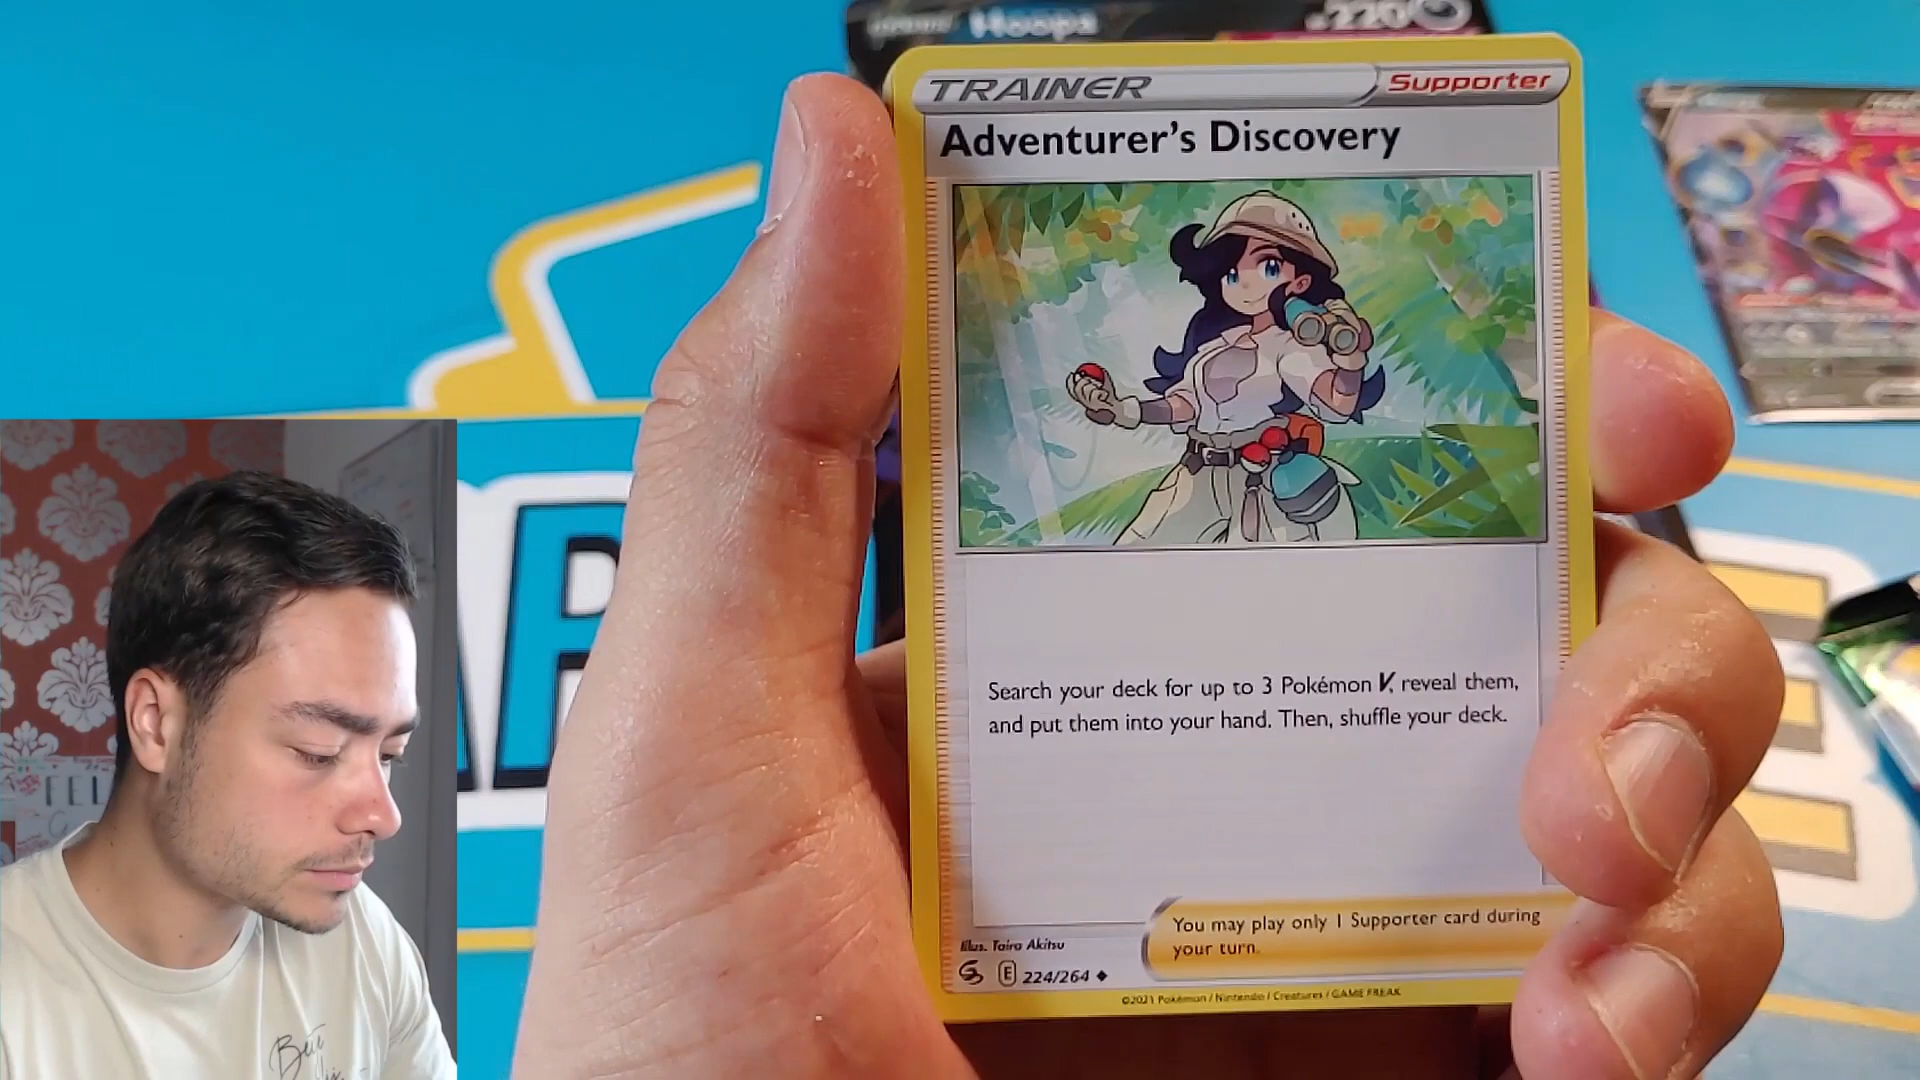 Hoopa
220
TRAINER
Supporter
Adventurer's Discovery
Search your deck for up to 3 Pokémon V, reveal them,
and put them into your hand. Then, shuffle your deck.
You may play only 1 Supporter card during
your turn.
Illus. Taira Akitsu
E 224/264
©2021 Pokémon / Nintendo / Creatures / GAME FREAK
FEL